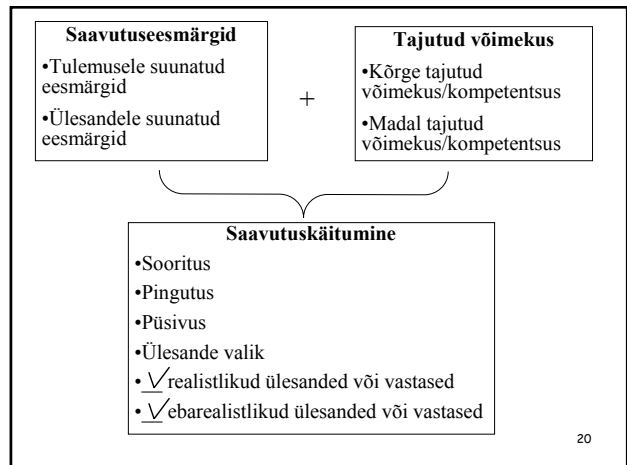 Saavutuseesmärgid
•Tulemusele suunatud
eesmärgid
•Ülesandele suunatud
eesmärgid
+
Tajutud võimekus
•Kõrge tajutud
võimekus/kompetentsus
•Madal tajutud
võimekus/kompetentsus
Saavutuskäitumine
•Sooritus
•Pingutus
•Püsivus
•Ülesande valik
•✓realistlikud ülesanded või vastased
•✓ebarealistlikud ülesanded või vastased
20